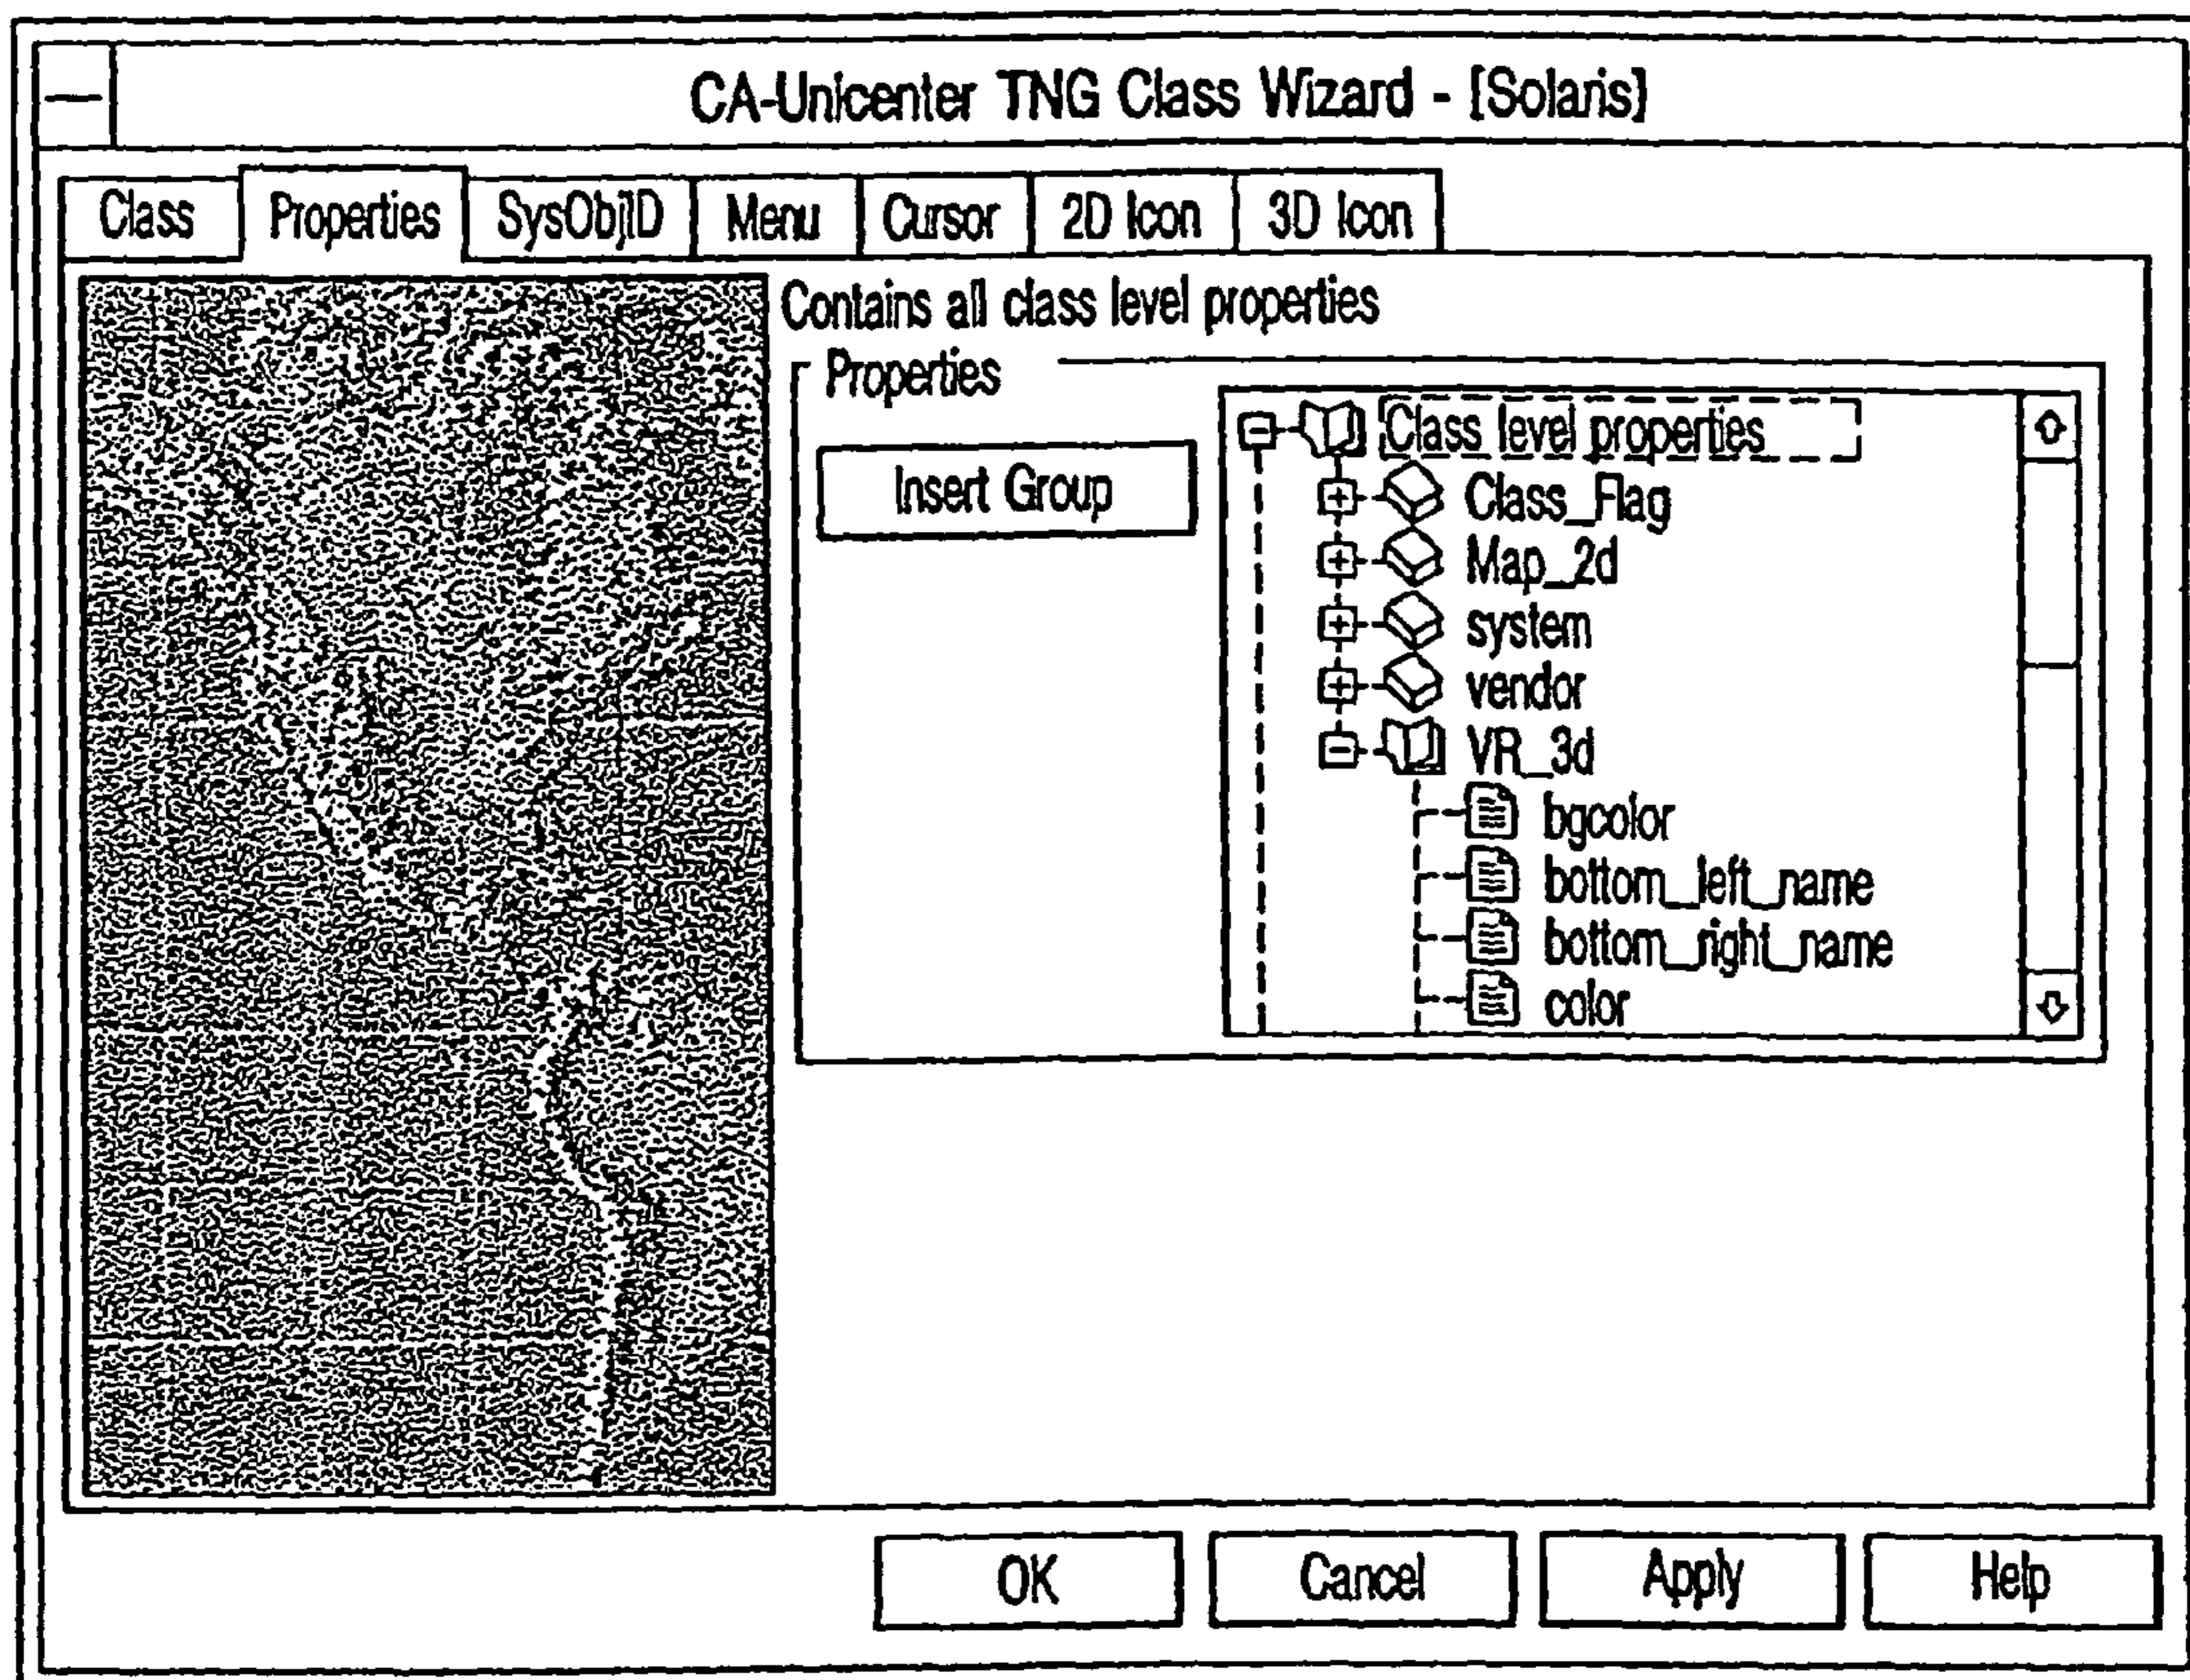 CA-Unicenter TNG Class Wizard - [Solaris]
Class Properties SysObjID Menu Cursor 2D Icon 3D Icon
Contains all class level properties
Properties
Insert Group
Class level properties
Class_Flag
Map_2d
system
vendor
VR_3d
bgcolor
bottom_left_name
bottom_right_name
color
OK Cancel Apply Help